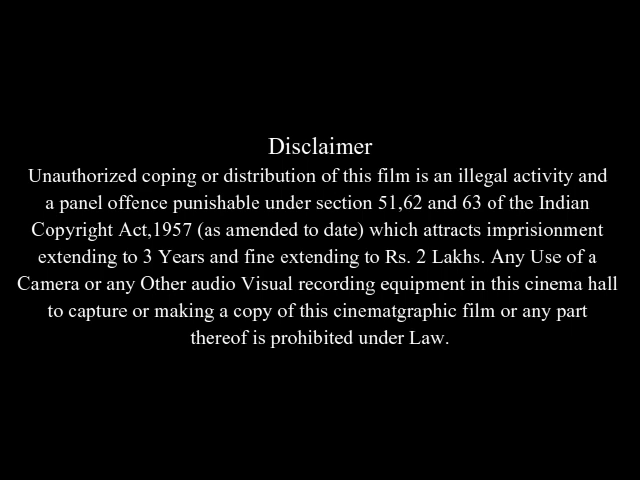 Disclaimer
Unauthorized coping or distribution of this film is an illegal activity and
a panel offence punishable under section 51,62 and 63 of the Indian
Copyright Act,1957 (as amended to date) which attracts imprisionment
extending to 3 Years and fine extending to Rs. 2 Lakhs. Any Use of a
Camera or any Other audio Visual recording equipment in this cinema hall
to capture or making a copy of this cinematgraphic film or any part
thereof is prohibited under Law.